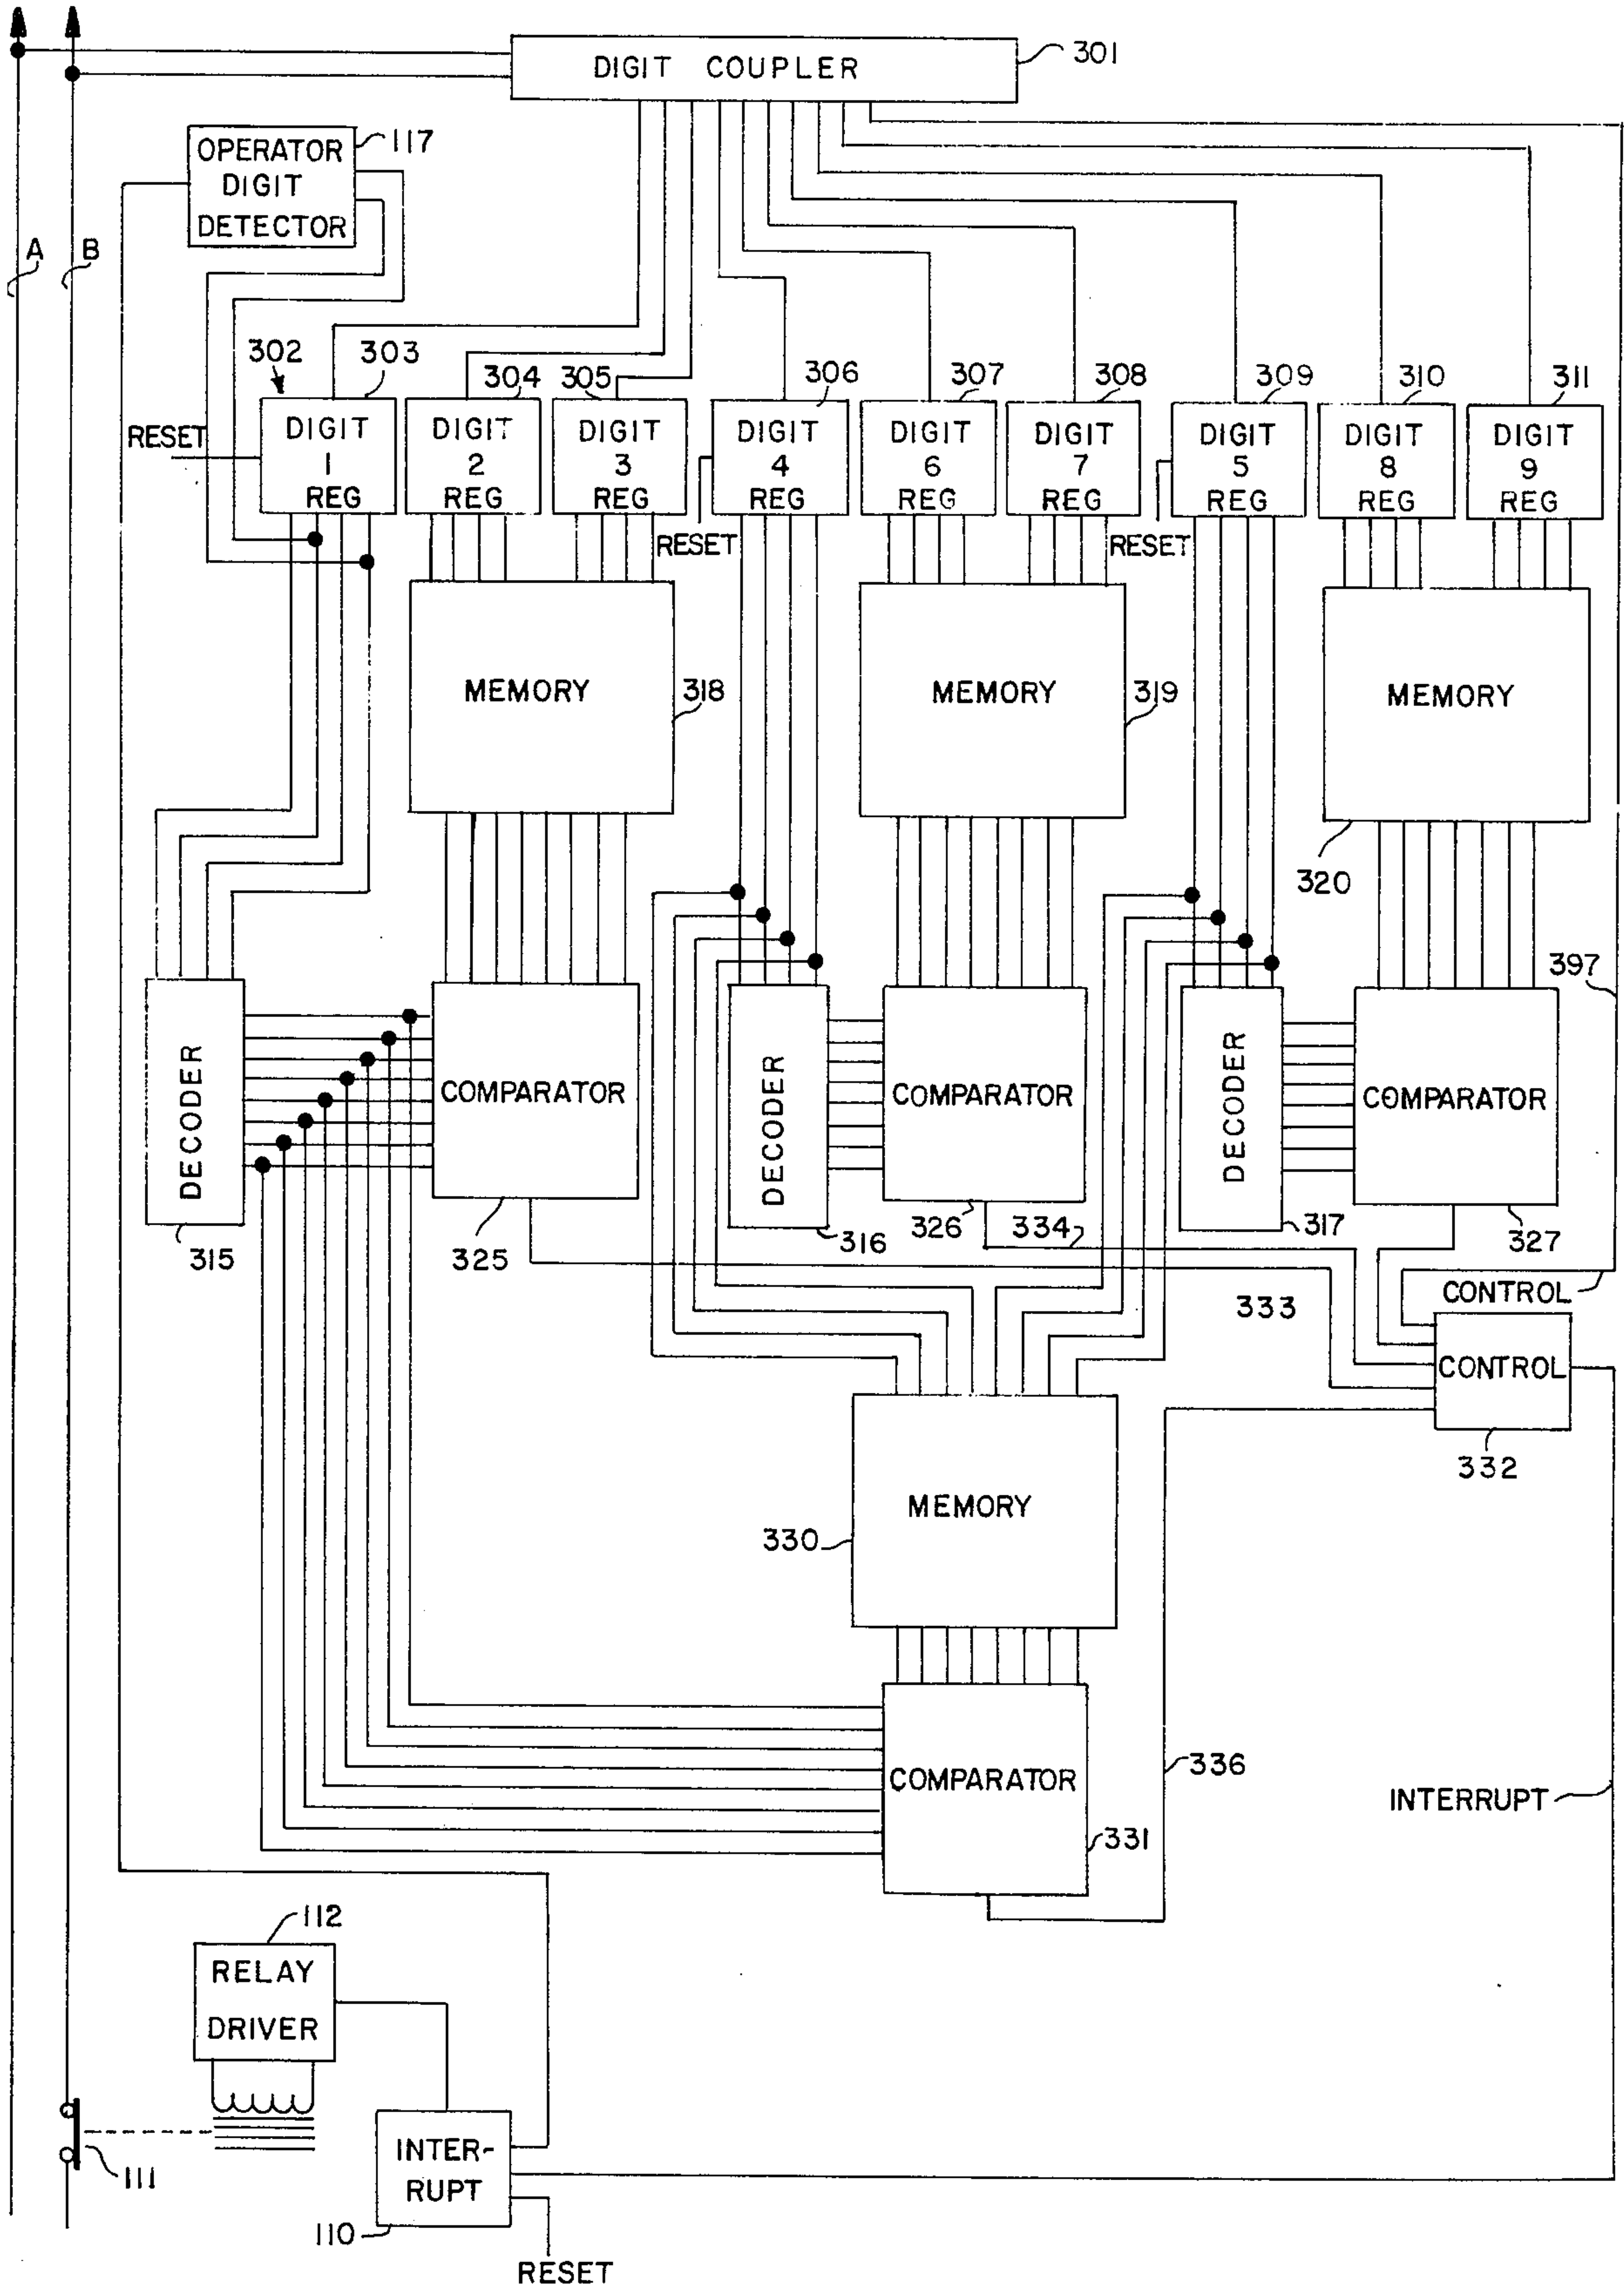 DIGIT COUPLER
301
OPERATOR
DIGIT
DETECTOR
117
A
B
302
303
304
305
306
307
308
309
310
311
RESET
DIGIT
1
REG
DIGIT
2
REG
DIGIT
3
REG
RESET
DIGIT
4
REG
DIGIT
6
REG
DIGIT
7
REG
RESET
DIGIT
5
REG
DIGIT
8
REG
DIGIT
9
REG
MEMORY
318
MEMORY
319
MEMORY
320
397
DECODER
315
COMPARATOR
325
DECODER
316
COMPARATOR
326
334
DECODER
317
COMPARATOR
327
333
CONTROL
CONTROL
332
MEMORY
330
COMPARATOR
331
336
INTERRUPT
112
RELAY
DRIVER
111
INTER-
RUPT
110
RESET